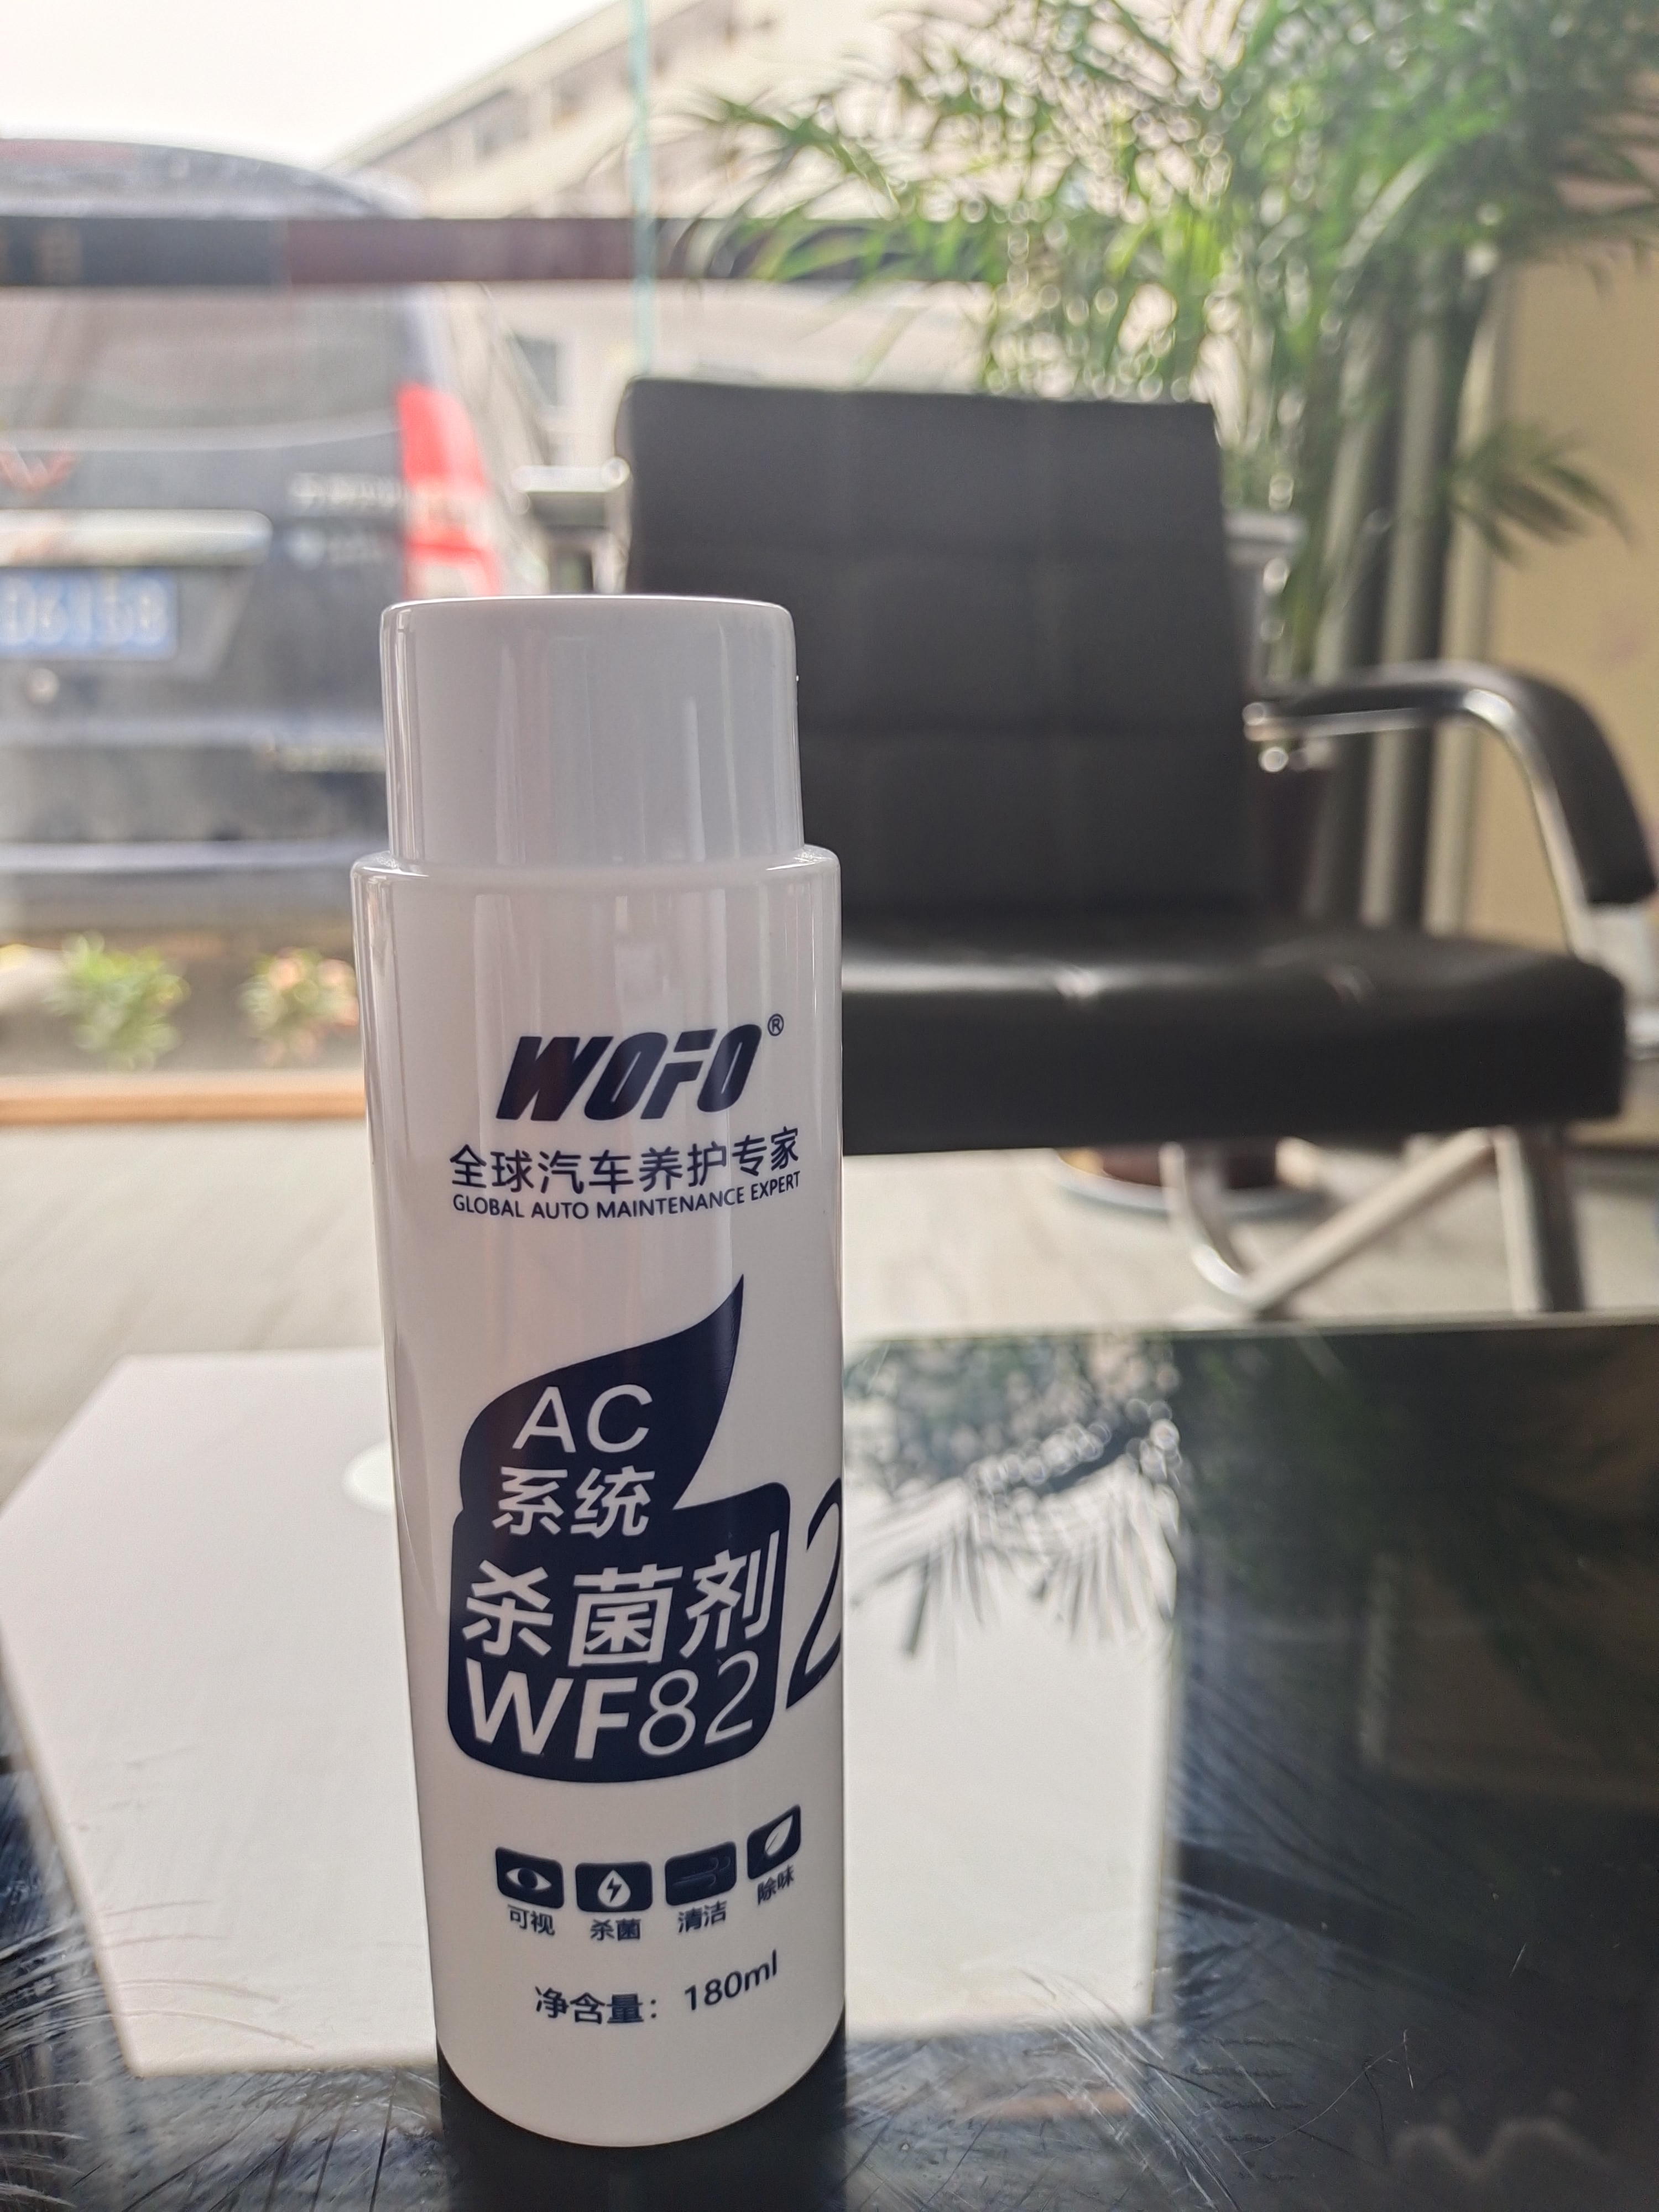 WOFO®
全球汽车养护专家
GLOBAL AUTO MAINTENANCE EXPERT
AC
系统
杀菌剂
WF82
2
可视 杀菌 清洁 除味
净含量：180ml